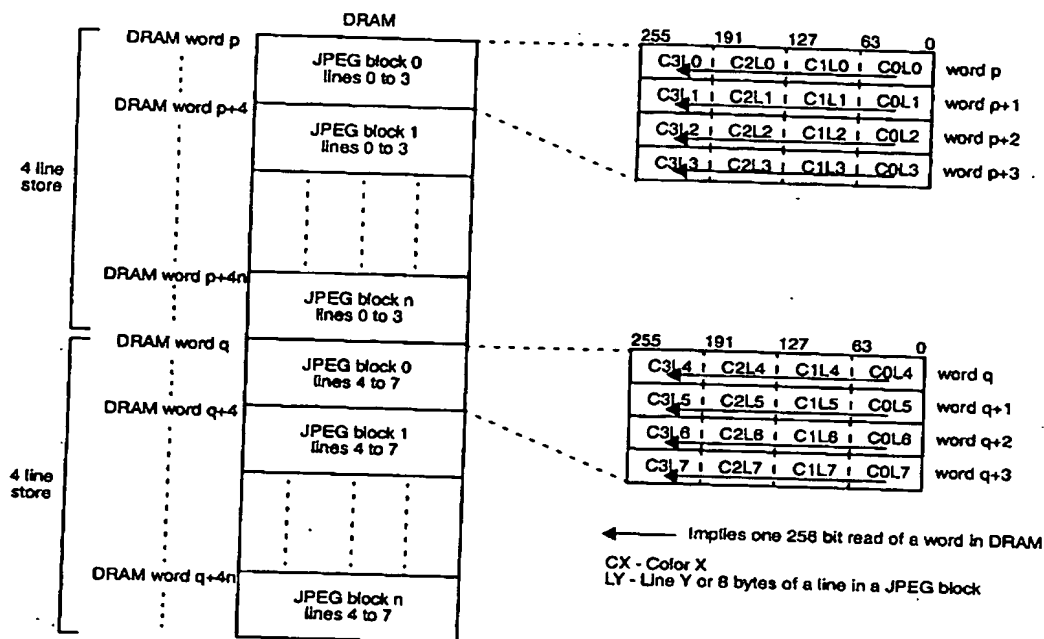 DRAM
DRAM word p
JPEG block 0
lines 0 to 3
DRAM word p+4
JPEG block 1
lines 0 to 3
4 line
store
DRAM word p+4n
JPEG block n
lines 0 to 3
DRAM word q
JPEG block 0
lines 4 to 7
DRAM word q+4
JPEG block 1
lines 4 to 7
4 line
store
DRAM word q+4n
JPEG block n
lines 4 to 7
255 191 127 63 0
C3L0 C2L0 C1L0 C0L0 word p
C3L1 C2L1 C1L1 C0L1 word p+1
C3L2 C2L2 C1L2 C0L2 word p+2
C3L3 C2L3 C1L3 C0L3 word p+3
255 191 127 63 0
C3L4 C2L4 C1L4 C0L4 word q
C3L5 C2L5 C1L5 C0L5 word q+1
C3L6 C2L6 C1L6 C0L6 word q+2
C3L7 C2L7 C1L7 C0L7 word q+3
Implies one 256 bit read of a word in DRAM
CX - Color X
LY - Line Y or 8 bytes of a line in a JPEG block